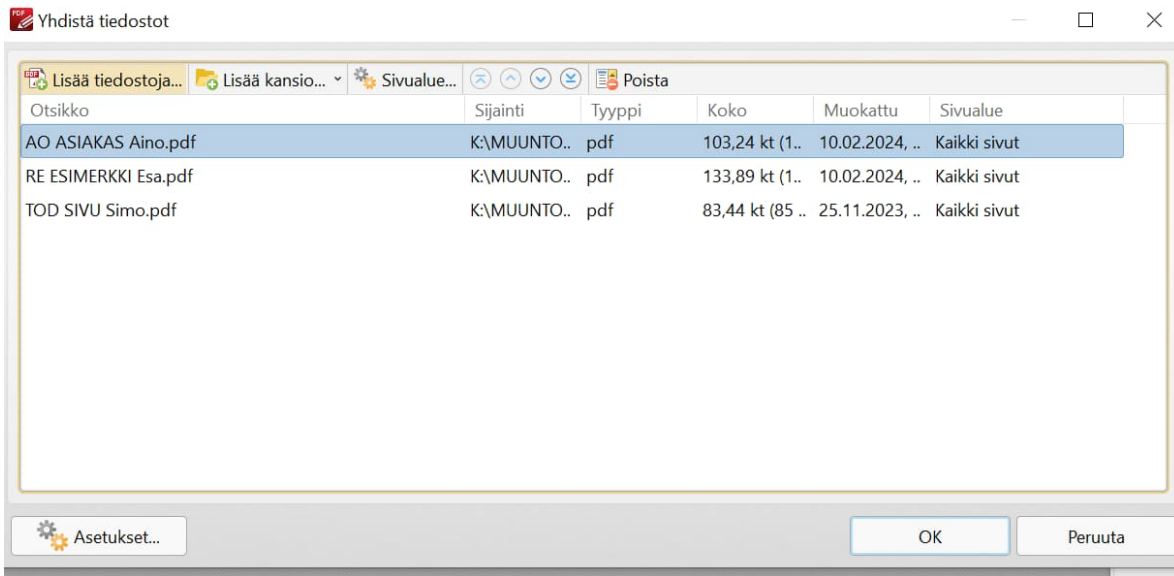 PDF Yhdistä tiedostot
PDF Lisää tiedostoja... Lisää kansio... Sivualue... Poista
Otsikko Sijainti Tyyppi Koko Muokattu Sivualue
AO ASIAKAS Aino.pdf K:\MUUNTO.. pdf 103,24 kt (1.. 10.02.2024, .. Kaikki sivut
RE ESIMERKKI Esa.pdf K:\MUUNTO.. pdf 133,89 kt (1.. 10.02.2024, .. Kaikki sivut
TOD SIVU Simo.pdf K:\MUUNTO.. pdf 83,44 kt (85 .. 25.11.2023, .. Kaikki sivut
Asetukset... OK Peruuta